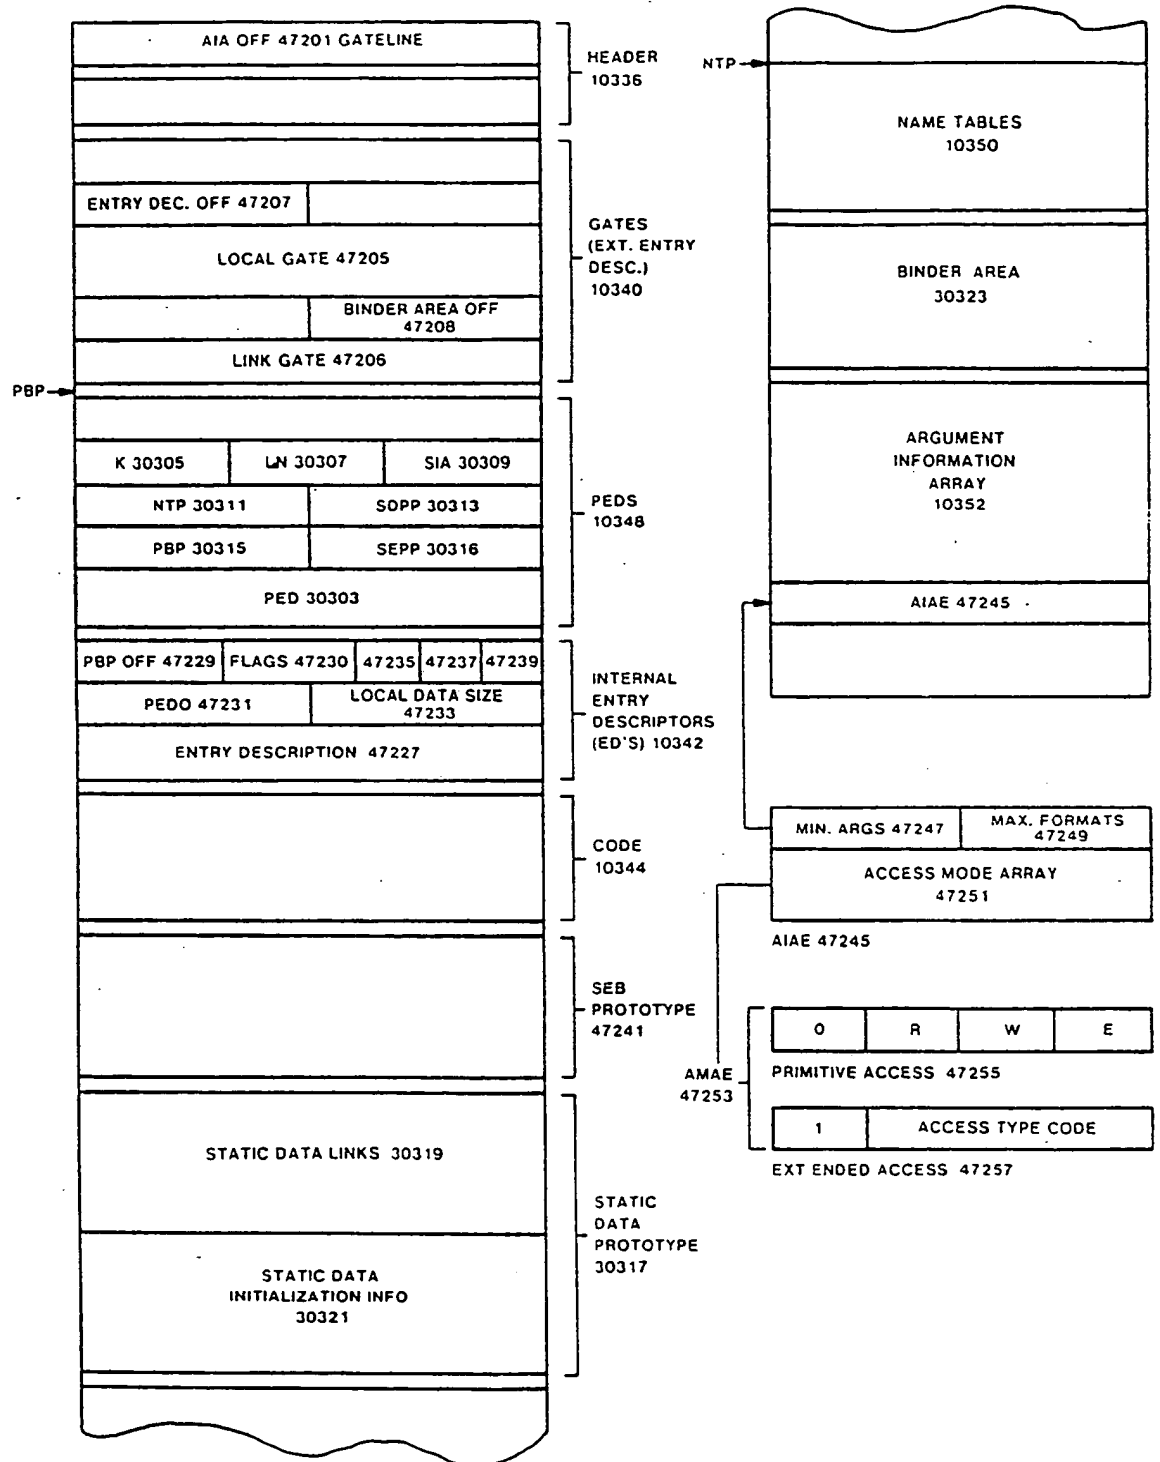 AIA OFF 47201 GATELINE
HEADER
10336
ENTRY DEC. OFF 47207
LOCAL GATE 47205
BINDER AREA OFF
47208
LINK GATE 47206
GATES
(EXT. ENTRY
DESC.)
10340
PBP
K 30305
LN 30307
SIA 30309
NTP 30311
SOPP 30313
PBP 30315
SEPP 30316
PED 30303
PEDS
10348
PBP OFF 47229
FLAGS 47230
47235
47237
47239
PEDO 47231
LOCAL DATA SIZE
47233
ENTRY DESCRIPTION 47227
INTERNAL
ENTRY
DESCRIPTORS
(ED'S) 10342
CODE
10344
SEB
PROTOTYPE
47241
STATIC DATA LINKS 30319
STATIC DATA
INITIALIZATION INFO
30321
STATIC
DATA
PROTOTYPE
30317
NTP
NAME TABLES
10350
BINDER AREA
30323
ARGUMENT
INFORMATION
ARRAY
10352
AIAE 47245
MIN. ARGS 47247
MAX. FORMATS
47249
ACCESS MODE ARRAY
47251
AIAE 47245
AMAE
47253
O
R
W
E
PRIMITIVE ACCESS 47255
1
ACCESS TYPE CODE
EXT ENDED ACCESS 47257